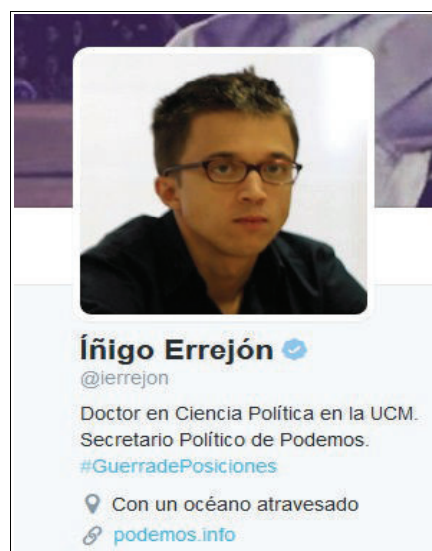 Íñigo Errejón
@ierrejon
Doctor en Ciencia Política en la UCM.
Secretario Político de Podemos.
#GuerradePosiciones
Con un océano atravesado
podemos.info